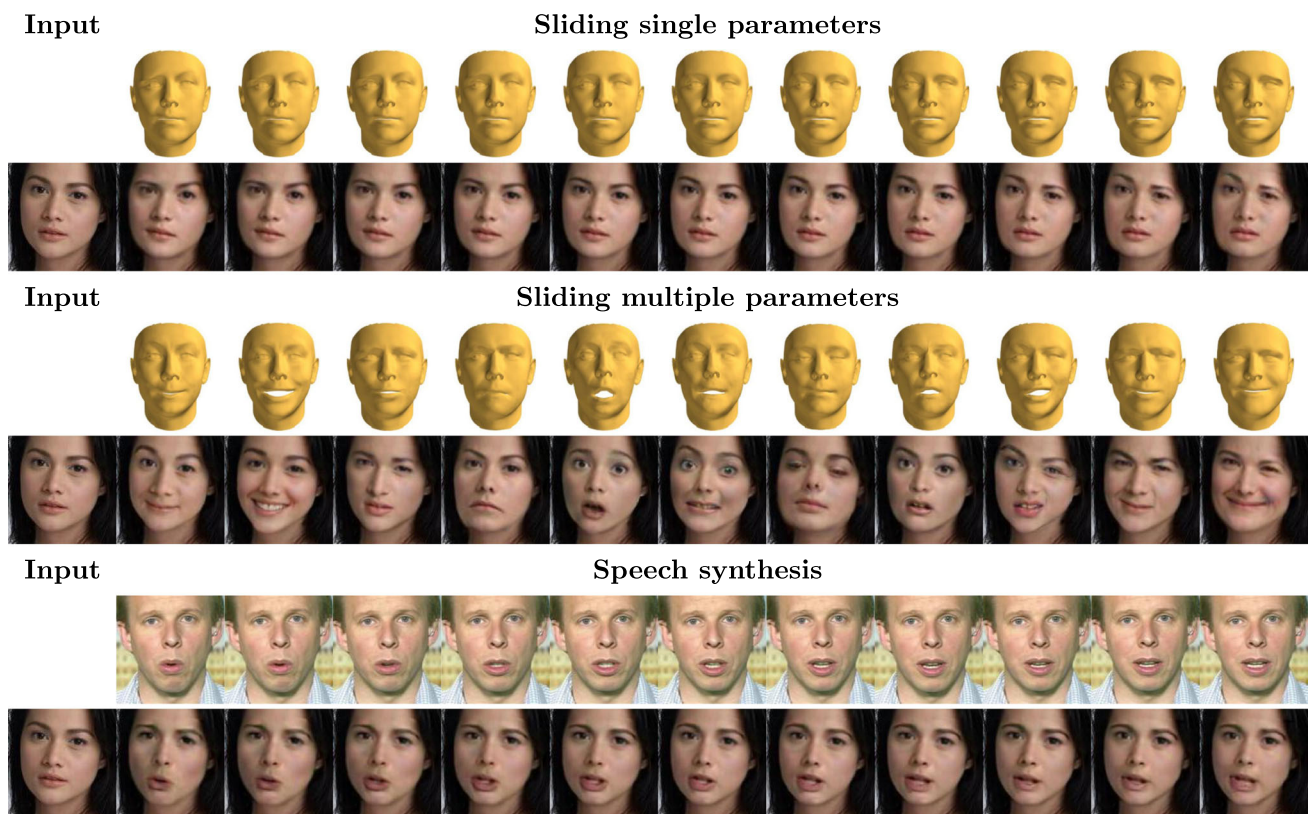 Input Sliding single parameters
Input Sliding multiple parameters
Input Speech synthesis